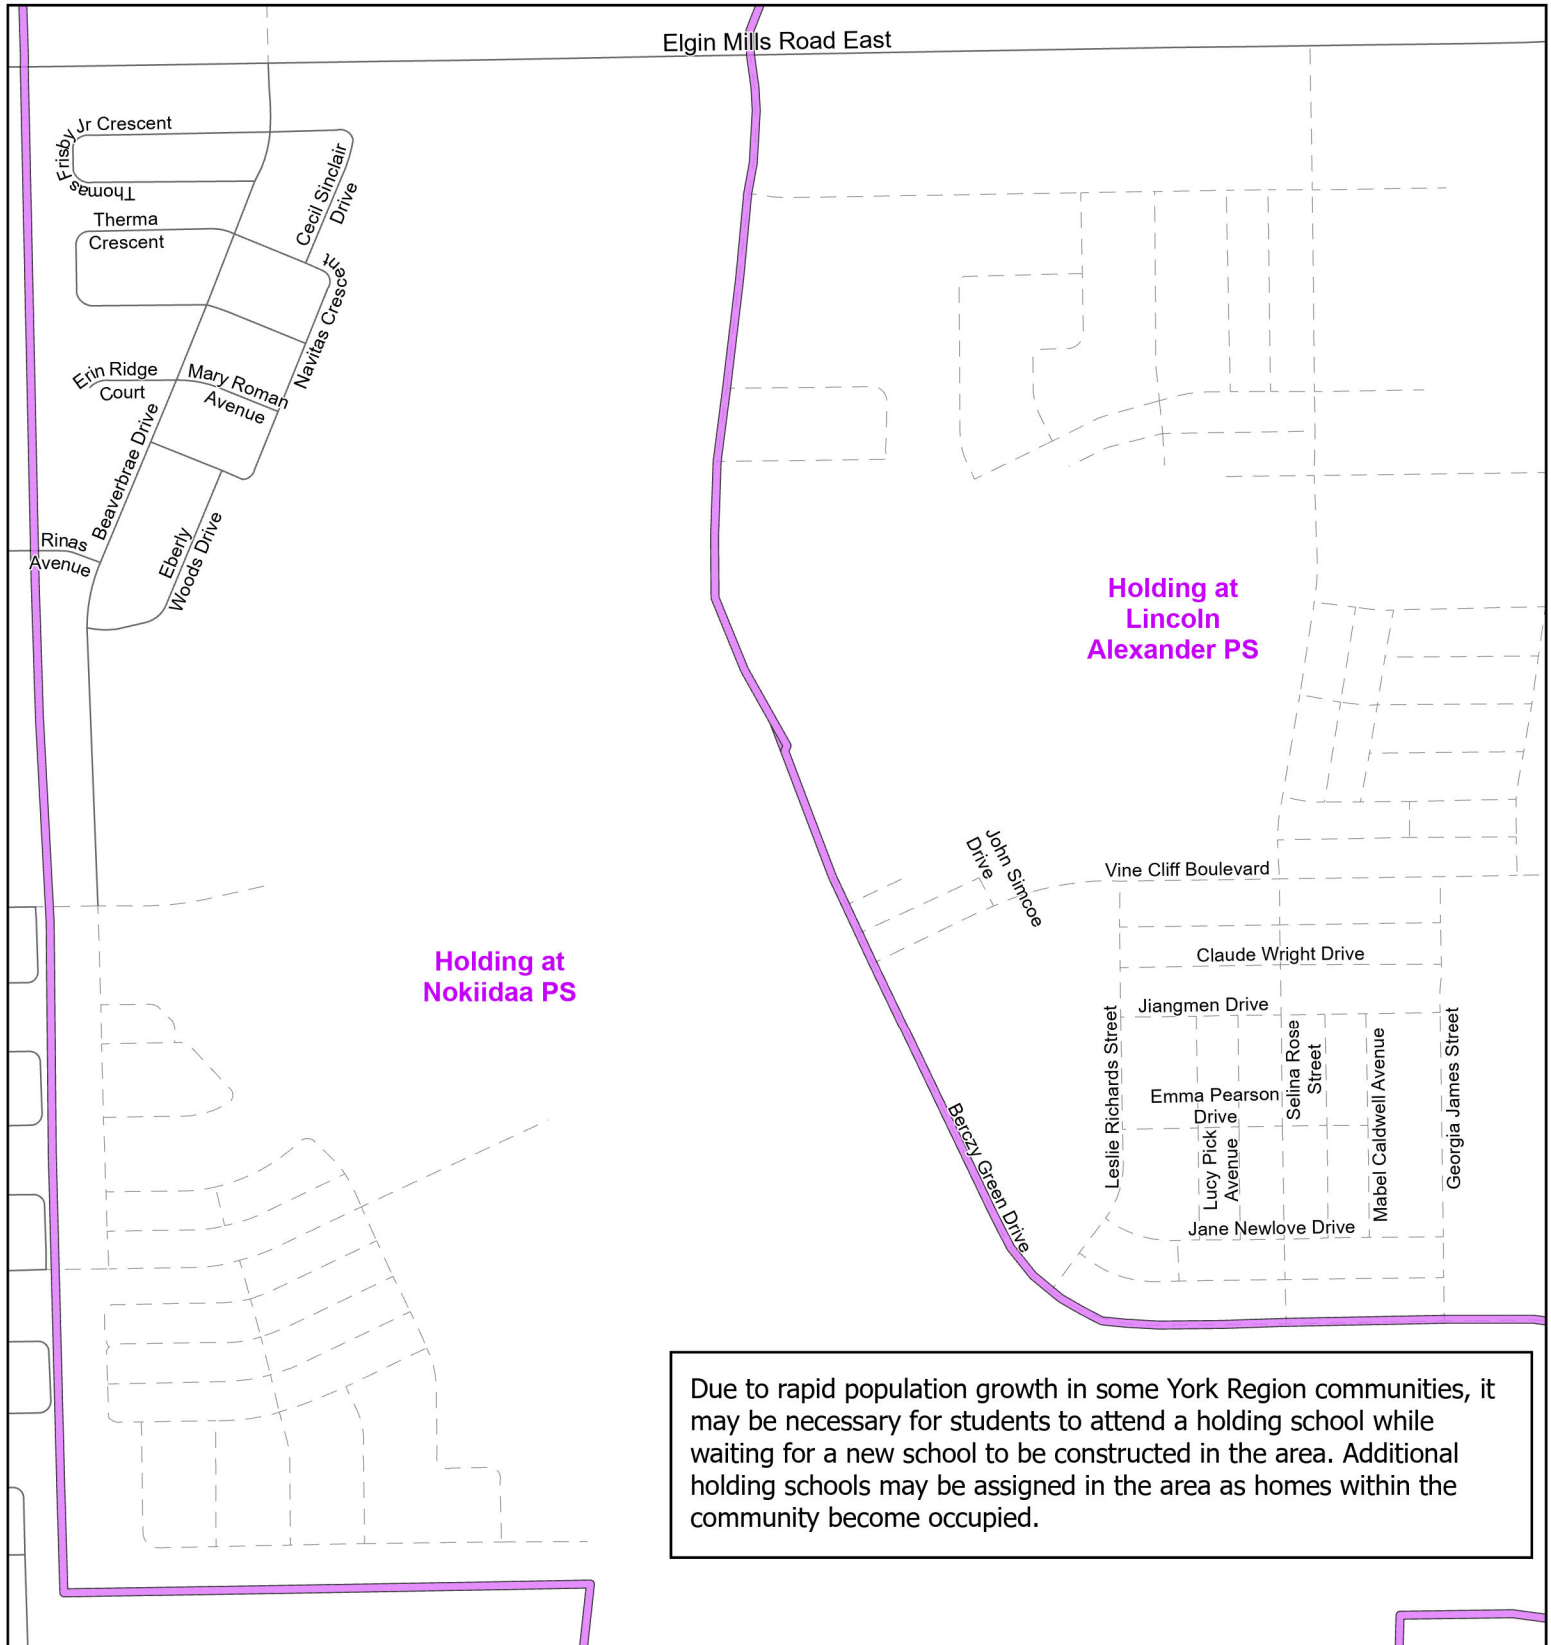 Elgin Mills Road East
Thomas Frisby Jr Crescent
Cecil Sinclair
Drive
Therma
Crescent
Navitas Crescent
Erin Ridge
Court
Mary Roman
Avenue
Beaverbrae Drive
Rinas
Avenue
Eberly
Woods Drive
Holding at
Lincoln
Alexander PS
John Simcoe
Drive
Vine Cliff Boulevard
Holding at
Nokiidaa PS
Claude Wright Drive
Jiangmen Drive
Leslie Richards Street
Selina Rose
Street
Mabel Caldwell Avenue
Georgia James Street
Emma Pearson
Drive
Lucy Pick
Avenue
Berczy Green Drive
Jane Newlove Drive
Due to rapid population growth in some York Region communities, it
may be necessary for students to attend a holding school while
waiting for a new school to be constructed in the area. Additional
holding schools may be assigned in the area as homes within the
community become occupied.